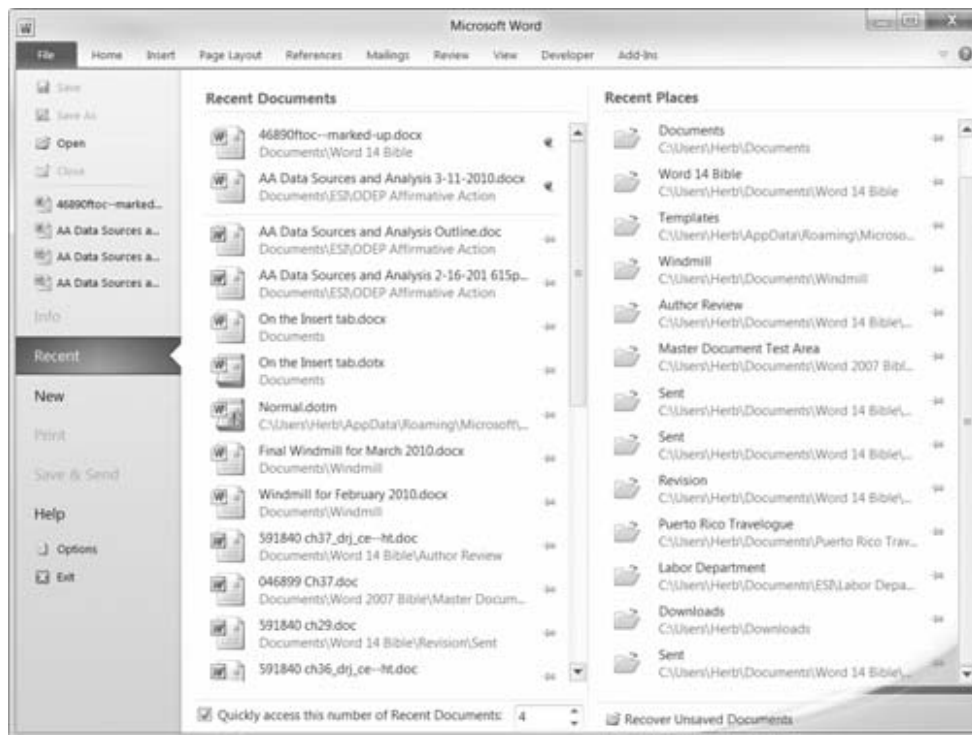 Microsoft Word
File Home Insert Page Layout References Mailings Review View Developer Add-Ins
Save
Save As
Open
Close
46890ftoc--marked...
AA Data Sources a...
AA Data Sources a...
AA Data Sources a...
Info
Recent
New
Print
Save & Send
Help
Options
Exit
Recent Documents
46890ftoc--marked-up.docx
Documents\Word 14 Bible
AA Data Sources and Analysis 3-11-2010.docx
Documents\ESI\ODEP Affirmative Action
AA Data Sources and Analysis Outline.doc
Documents\ESI\ODEP Affirmative Action
AA Data Sources and Analysis 2-16-201 615p...
Documents\ESI\ODEP Affirmative Action
On the Insert tab.docx
Documents
On the Insert tab.dotx
Documents
Normal.dotm
C:\Users\Herb\AppData\Roaming\Microsoft\...
Final Windmill for March 2010.docx
Documents\Windmill
Windmill for February 2010.docx
Documents\Windmill
591840 ch37_drj_ce--ht.doc
Documents\Word 14 Bible\Author Review
046899 Ch37.doc
Documents\Word 2007 Bible\Master Docum...
591840 ch29.doc
Documents\Word 14 Bible\Revision\Sent
591840 ch36_drj_ce--ht.doc
Quickly access this number of Recent Documents: 4
Recent Places
Documents
C:\Users\Herb\Documents
Word 14 Bible
C:\Users\Herb\Documents\Word 14 Bible
Templates
C:\Users\Herb\AppData\Roaming\Microso...
Windmill
C:\Users\Herb\Documents\Windmill
Author Review
C:\Users\Herb\Documents\Word 14 Bible\...
Master Document Test Area
C:\Users\Herb\Documents\Word 2007 Bibl...
Sent
C:\Users\Herb\Documents\Word 14 Bible\...
Sent
C:\Users\Herb\Documents\Word 14 Bible\...
Revision
C:\Users\Herb\Documents\Word 14 Bible\...
Puerto Rico Travelogue
C:\Users\Herb\Documents\Puerto Rico Trav...
Labor Department
C:\Users\Herb\Documents\ESI\Labor Depa...
Downloads
C:\Users\Herb\Downloads
Sent
C:\Users\Herb\Documents\Word 14 Bible\...
Recover Unsaved Documents